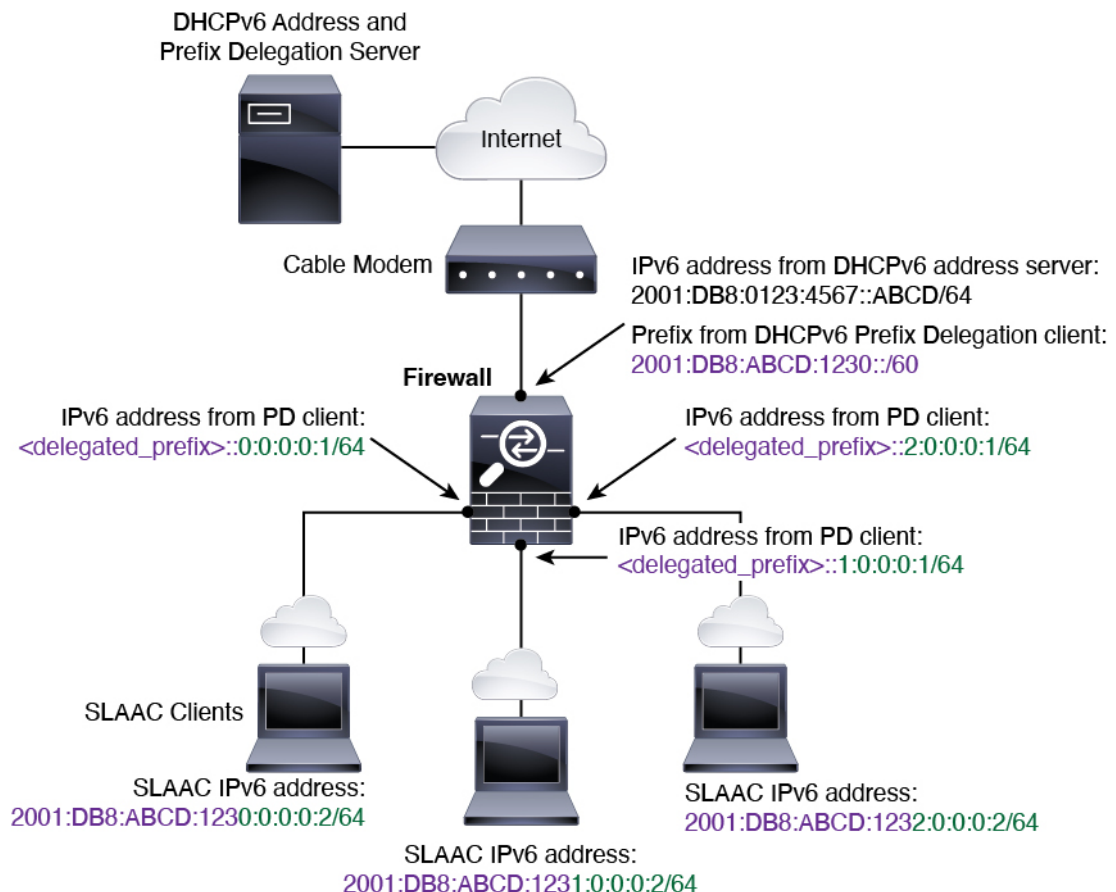 DHCPv6 Address and
Prefix Delegation Server
Internet
Cable Modem
IPv6 address from DHCPv6 address server:
2001:DB8:0123:4567::ABCD/64
Prefix from DHCPv6 Prefix Delegation client:
2001:DB8:ABCD:1230::/60
Firewall
IPv6 address from PD client:
<delegated_prefix>::0:0:0:0:1/64
IPv6 address from PD client:
<delegated_prefix>::2:0:0:0:1/64
IPv6 address from PD client:
<delegated_prefix>::1:0:0:0:1/64
SLAAC Clients
SLAAC IPv6 address:
2001:DB8:ABCD:1230:0:0:0:2/64
SLAAC IPv6 address:
2001:DB8:ABCD:1231:0:0:0:2/64
SLAAC IPv6 address:
2001:DB8:ABCD:1232:0:0:0:2/64